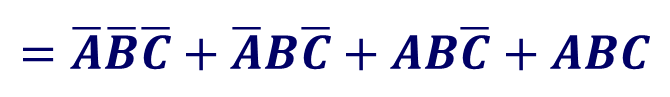 = A̅B̅C̅ + A̅BC̅ + ABC̅ + ABC